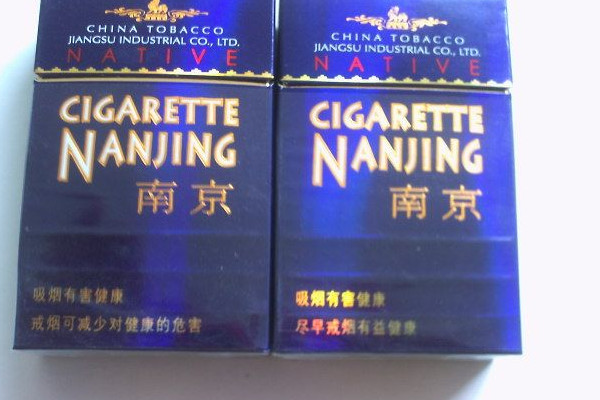 CHINA TOBACCO
JIANGSU INDUSTRIAL CO., LTD.
NATIVE
CIGARETTE
NANJING
南京
吸烟有害健康
戒烟可减少对健康的危害
CHINA TOBACCO
JIANGSU INDUSTRIAL CO., LTD.
NATIVE
CIGARETTE
NANJING
南京
吸烟有害健康
尽早戒烟有益健康